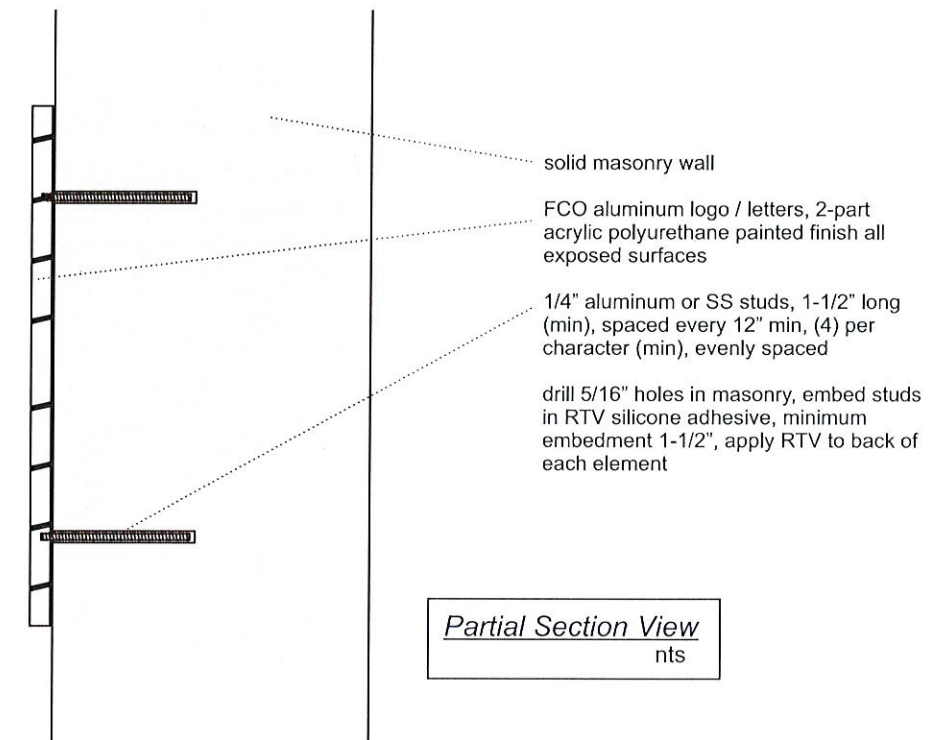 solid masonry wall
FCO aluminum logo / letters, 2-part
acrylic polyurethane painted finish all
exposed surfaces
1/4" aluminum or SS studs, 1-1/2" long
(min), spaced every 12" min, (4) per
character (min), evenly spaced
drill 5/16" holes in masonry, embed studs
in RTV silicone adhesive, minimum
embedment 1-1/2", apply RTV to back of
each element
Partial Section View
nts